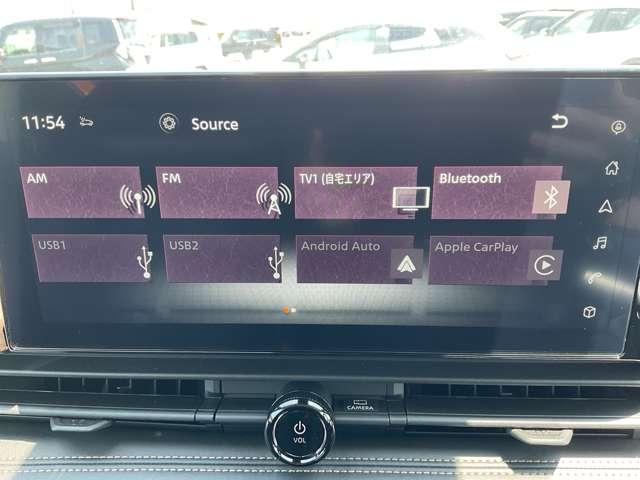 11:54
Source
AM
FM
TV1 (自宅エリア)
Bluetooth
USB1
USB2
Android Auto
Apple CarPlay
VOL
CAMERA